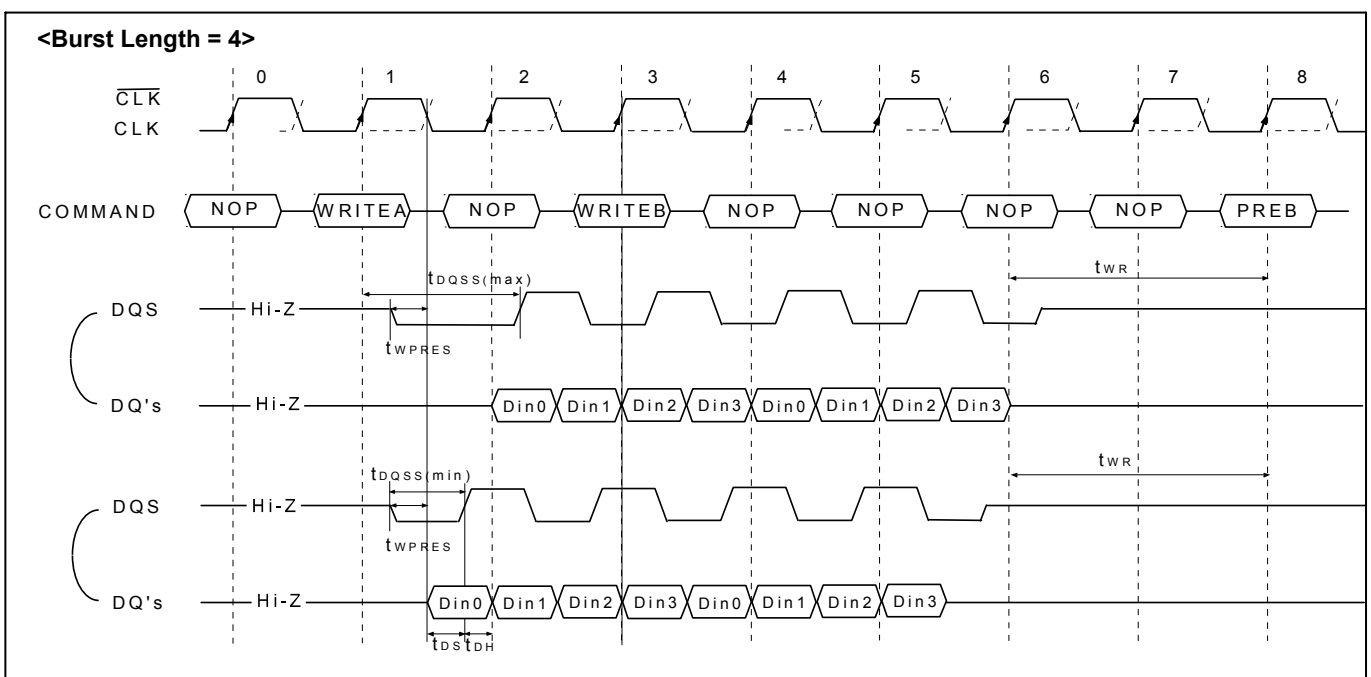 <Burst Length = 4>
0 1 2 3 4 5 6 7 8
CLK
CLK
COMMAND NOP WRITEA NOP WRITEB NOP NOP NOP NOP PREB
tDQSS(max) tWR
DQS Hi-Z
tWPRES
DQ's Hi-Z Din0 Din1 Din2 Din3 Din0 Din1 Din2 Din3
tDQSS(min) tWR
DQS Hi-Z
tWPRES
DQ's Hi-Z Din0 Din1 Din2 Din3 Din0 Din1 Din2 Din3
tDS tDH